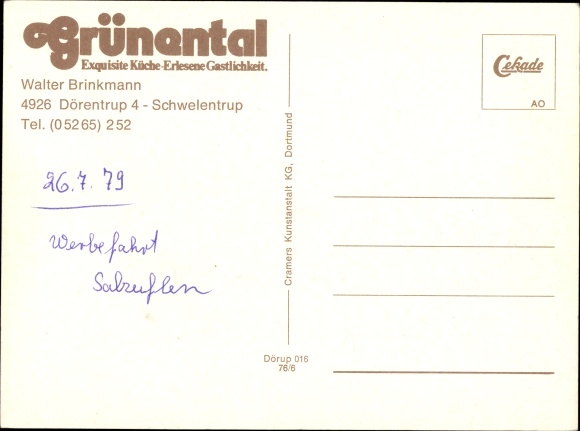 Grünental
Exquisite Küche-Erlesene Gastlichkeit.
Walter Brinkmann
4926 Dörentrup 4 - Schwelentrup
Tel. (05265) 252
26.7.79
Werbefahrt
Salzuflen
Cramers Kunstanstalt KG, Dortmund
Dörup 016
76/6
Cekade
AO